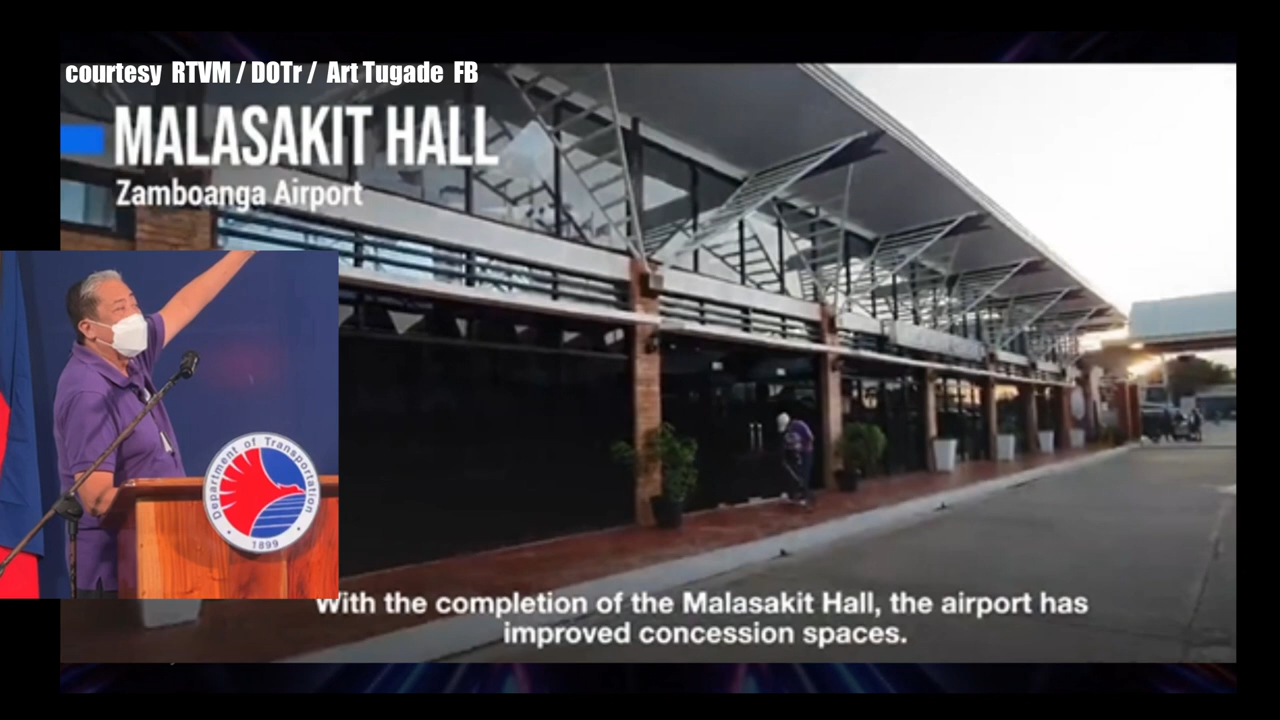 courtesy RTVM / DOTr / Art Tugade FB
MALASAKIT HALL
Zamboanga Airport
Department of Transportation
1899
With the completion of the Malasakit Hall, the airport has
improved concession spaces.